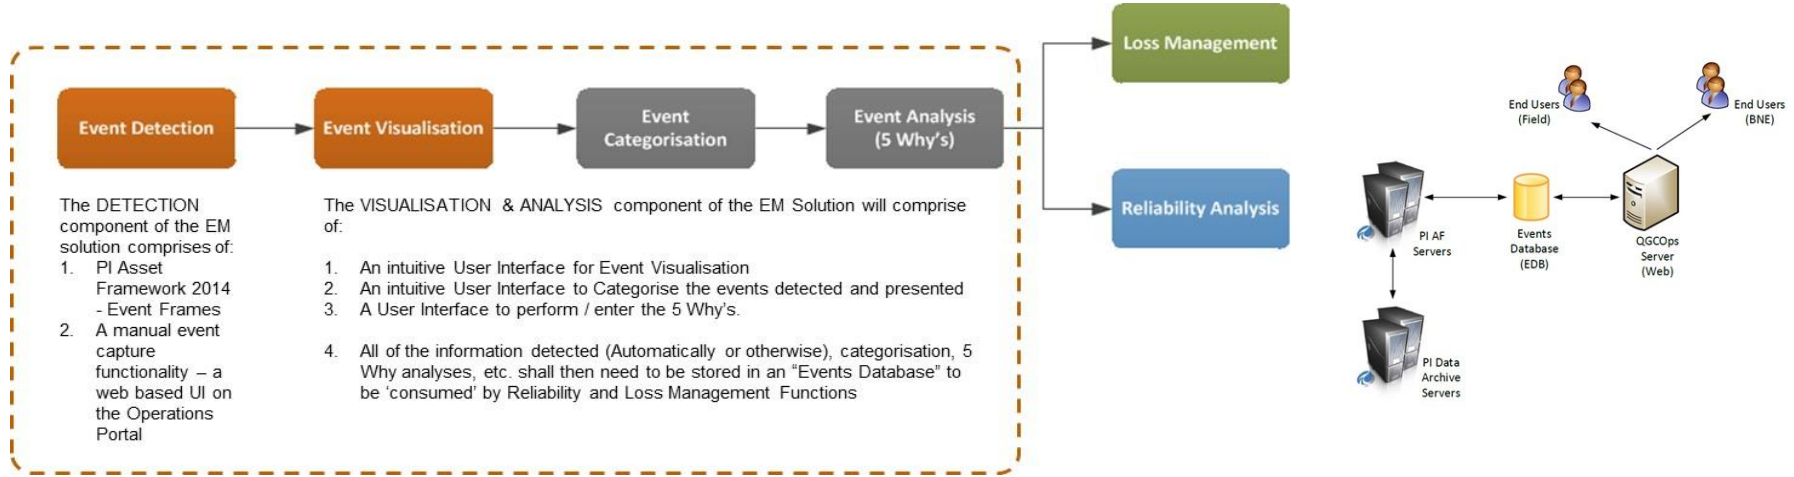 Event Detection
Event Visualisation
Event
Categorisation
Event Analysis
(5 Why's)
Loss Management
Reliability Analysis
The DETECTION
component of the EM
solution comprises of:
1. PI Asset
Framework 2014
- Event Frames
2. A manual event
capture
functionality – a
web based UI on
the Operations
Portal
The VISUALISATION & ANALYSIS component of the EM Solution will comprise
of:
1. An intuitive User Interface for Event Visualisation
2. An intuitive User Interface to Categorise the events detected and presented
3. A User Interface to perform / enter the 5 Why's.
4. All of the information detected (Automatically or otherwise), categorisation, 5
Why analyses, etc. shall then need to be stored in an “Events Database” to
be ‘consumed’ by Reliability and Loss Management Functions
End Users
(Field)
End Users
(BNE)
PI AF
Servers
Events
Database
(EDB)
QGCOps
Server
(Web)
PI Data
Archive
Servers